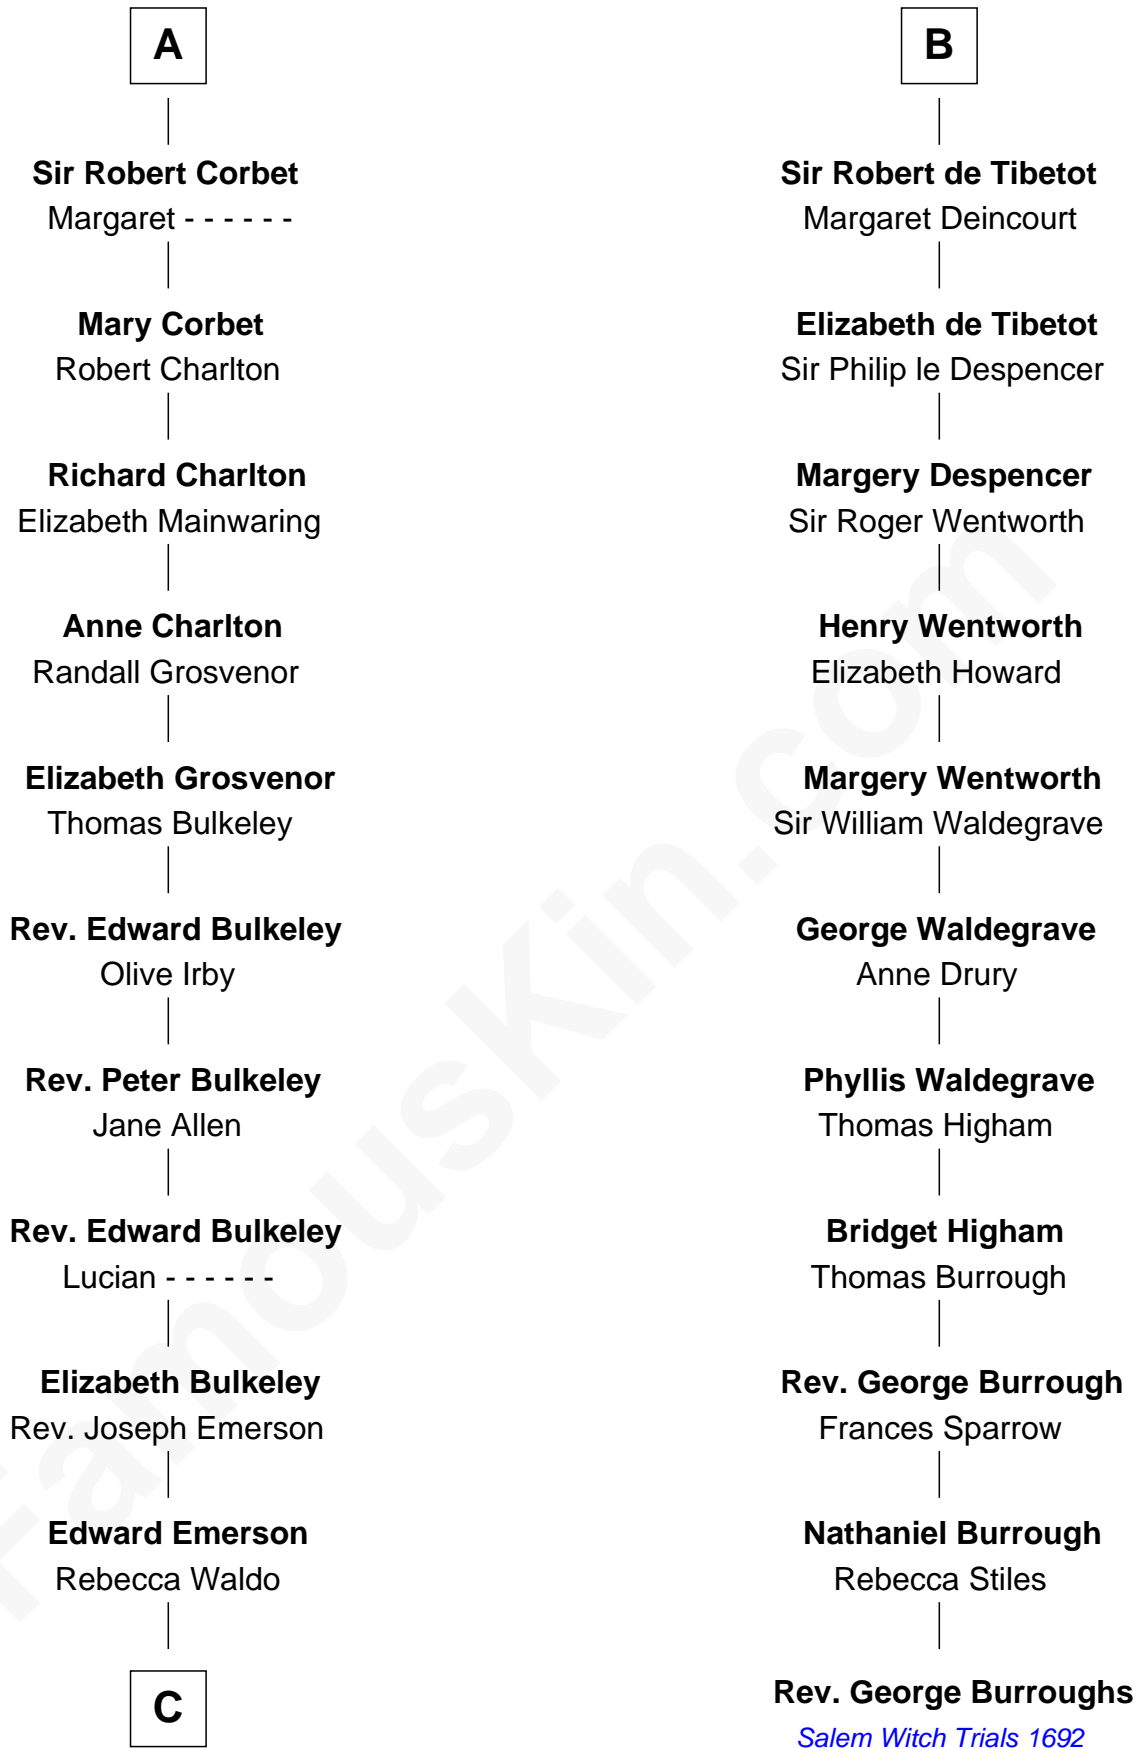 A
Sir Robert Corbet
Margaret - - - - - -
Mary Corbet
Robert Charlton
Richard Charlton
Elizabeth Mainwaring
Anne Charlton
Randall Grosvenor
Elizabeth Grosvenor
Thomas Bulkeley
Rev. Edward Bulkeley
Olive Irby
Rev. Peter Bulkeley
Jane Allen
Rev. Edward Bulkeley
Lucian - - - - - -
Elizabeth Bulkeley
Rev. Joseph Emerson
Edward Emerson
Rebecca Waldo
C
B
Sir Robert de Tibetot
Margaret Deincourt
Elizabeth de Tibetot
Sir Philip le Despencer
Margery Despencer
Sir Roger Wentworth
Henry Wentworth
Elizabeth Howard
Margery Wentworth
Sir William Waldegrave
George Waldegrave
Anne Drury
Phyllis Waldegrave
Thomas Higham
Bridget Higham
Thomas Burrough
Rev. George Burrough
Frances Sparrow
Nathaniel Burrough
Rebecca Stiles
Rev. George Burroughs
Salem Witch Trials 1692
FamousKin.com